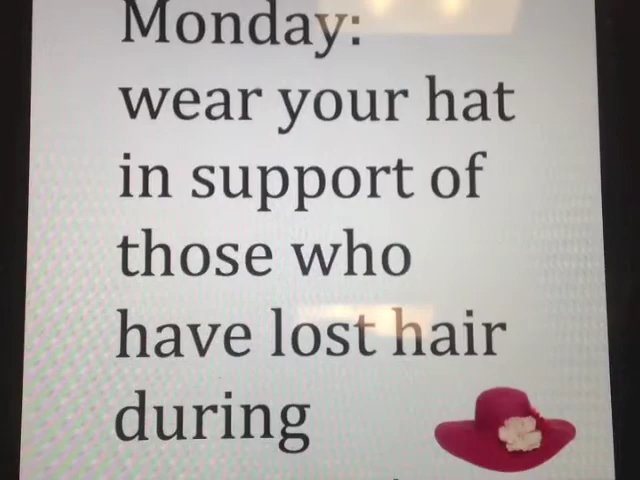 Monday:
wear your hat
in support of
those who
have lost hair
during